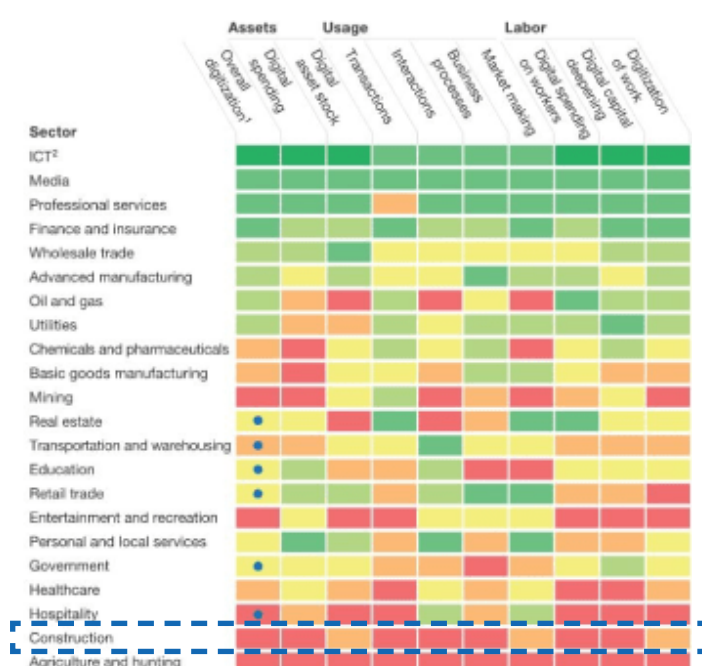 Assets Usage Labor
Overall digitization¹
Digital spending
Digital asset stock
Transactions
Interactions
Business processes
Market making
Digital spending on workers
Digital capital deepening
Digitization of work
Sector
ICT²
Media
Professional services
Finance and insurance
Wholesale trade
Advanced manufacturing
Oil and gas
Utilities
Chemicals and pharmaceuticals
Basic goods manufacturing
Mining
Real estate
Transportation and warehousing
Education
Retail trade
Entertainment and recreation
Personal and local services
Government
Healthcare
Hospitality
Construction
Agriculture and hunting